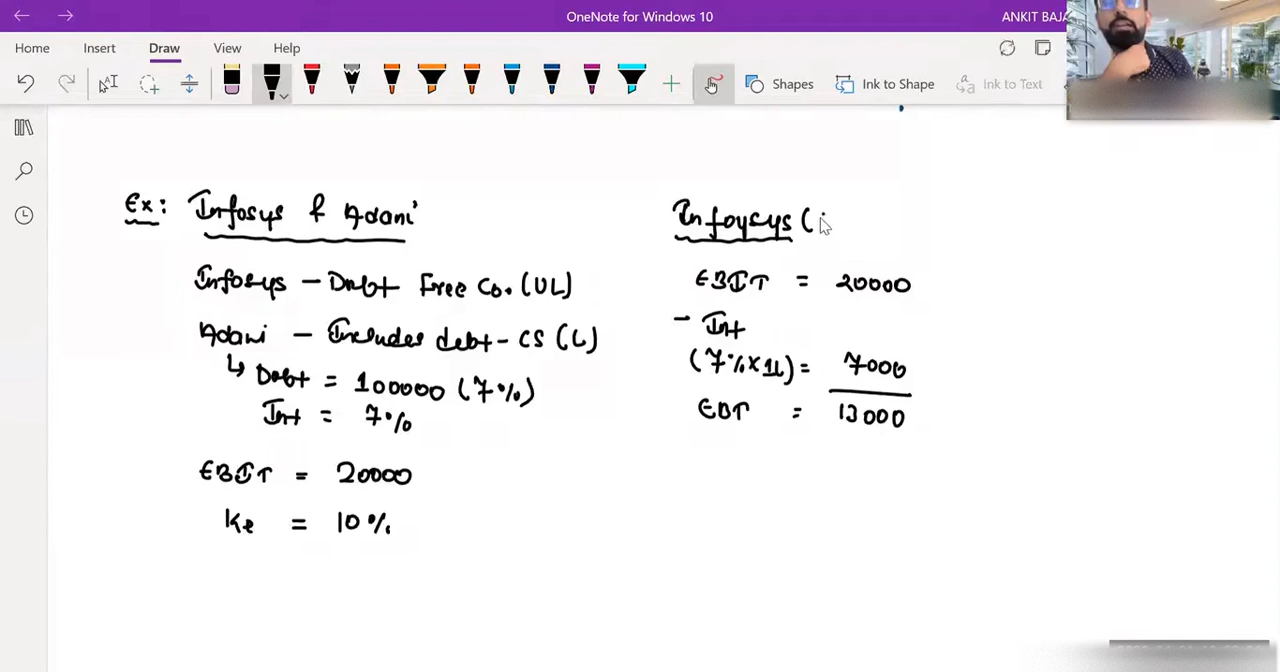 OneNote for Windows 10
ANKIT BAJA
Home Insert Draw View Help
Shapes Ink to Shape Ink to Text
Ex: Infosys & Adani
Infosys - Debt Free Co. (UL)
Adani - Includes debt - CS (L)
↳ Debt = 100000 (7%)
Int = 7%
EBIT = 20000
Ke = 10%
Infoysys (
EBIT = 20000
- Int
(7% x 1L) = 7000
EBT = 13000